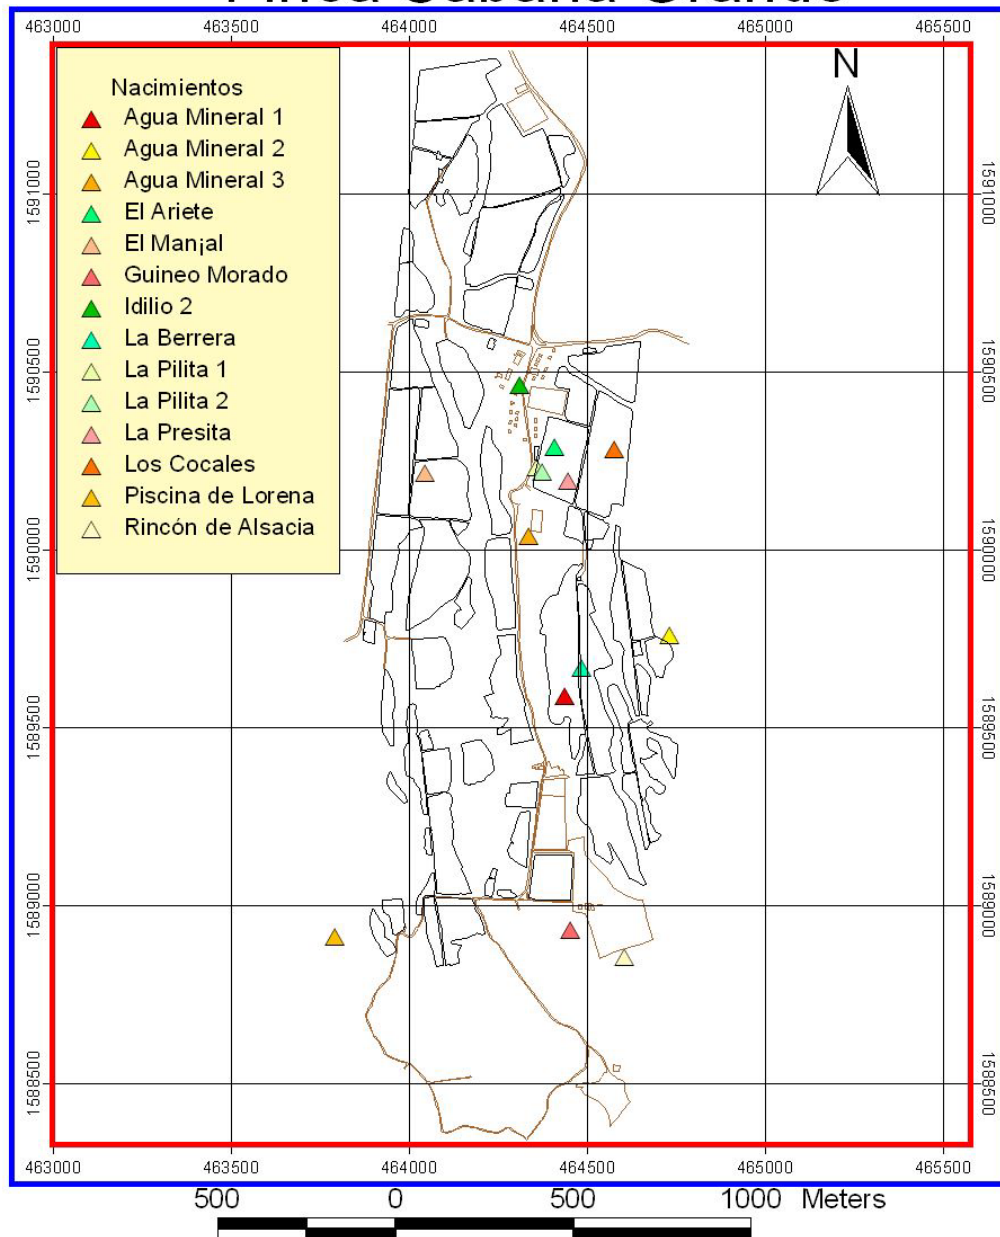 463000 463500 464000 464500 465000 465500
N
Nacimientos
Agua Mineral 1
Agua Mineral 2
Agua Mineral 3
El Ariete
El Man¡al
Guineo Morado
Idilio 2
La Berrera
La Pilita 1
La Pilita 2
La Presita
Los Cocales
Piscina de Lorena
Rincón de Alsacia
1591000 1591000
1590500 1590500
1590000 1590000
1589500 1589500
1589000 1589000
1588500 1588500
463000 463500 464000 464500 465000 465500
500 0 500 1000 Meters